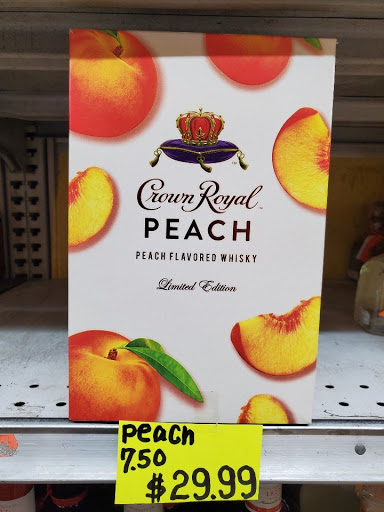 Crown Royal
PEACH
PEACH FLAVORED WHISKY
Limited Edition
peach
7.50
$29.99